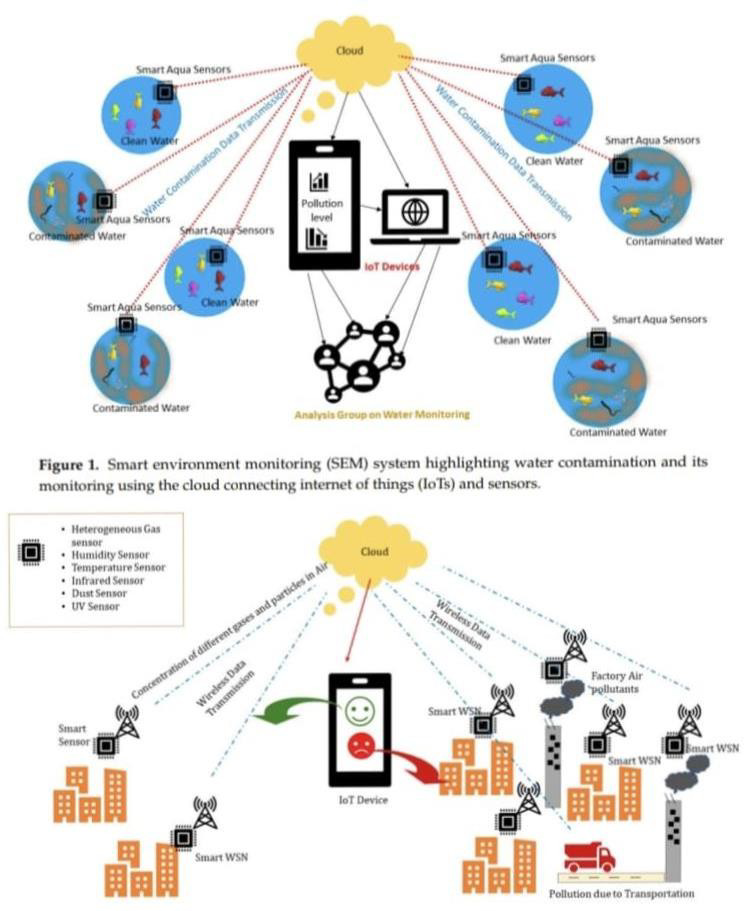 Cloud
Smart Aqua Sensors
Clean Water
Water Contamination Data Transmission
Smart Aqua Sensors
Contaminated Water
Smart Aqua Sensors
Clean Water
Smart Aqua Sensors
Contaminated Water
Pollution
level
IoT Devices
Analysis Group on Water Monitoring
Smart Aqua Sensors
Clean Water
Water Contamination Data Transmission
Smart Aqua Sensors
Contaminated Water
Smart Aqua Sensors
Clean Water
Smart Aqua Sensors
Contaminated Water
Figure 1. Smart environment monitoring (SEM) system highlighting water contamination and its
monitoring using the cloud connecting internet of things (IoTs) and sensors.
• Heterogeneous Gas
sensor
• Humidity Sensor
• Temperature Sensor
• Infrared Sensor
• Dust Sensor
• UV Sensor
Cloud
Concentration of different gases and particles in Air
Wireless Data
Transmission
Wireless Data
Transmission
Smart
Sensor
Smart WSN
IoT Device
Smart WSN
Factory Air
pollutants
Smart WSN
Smart WSN
Pollution due to Transportation